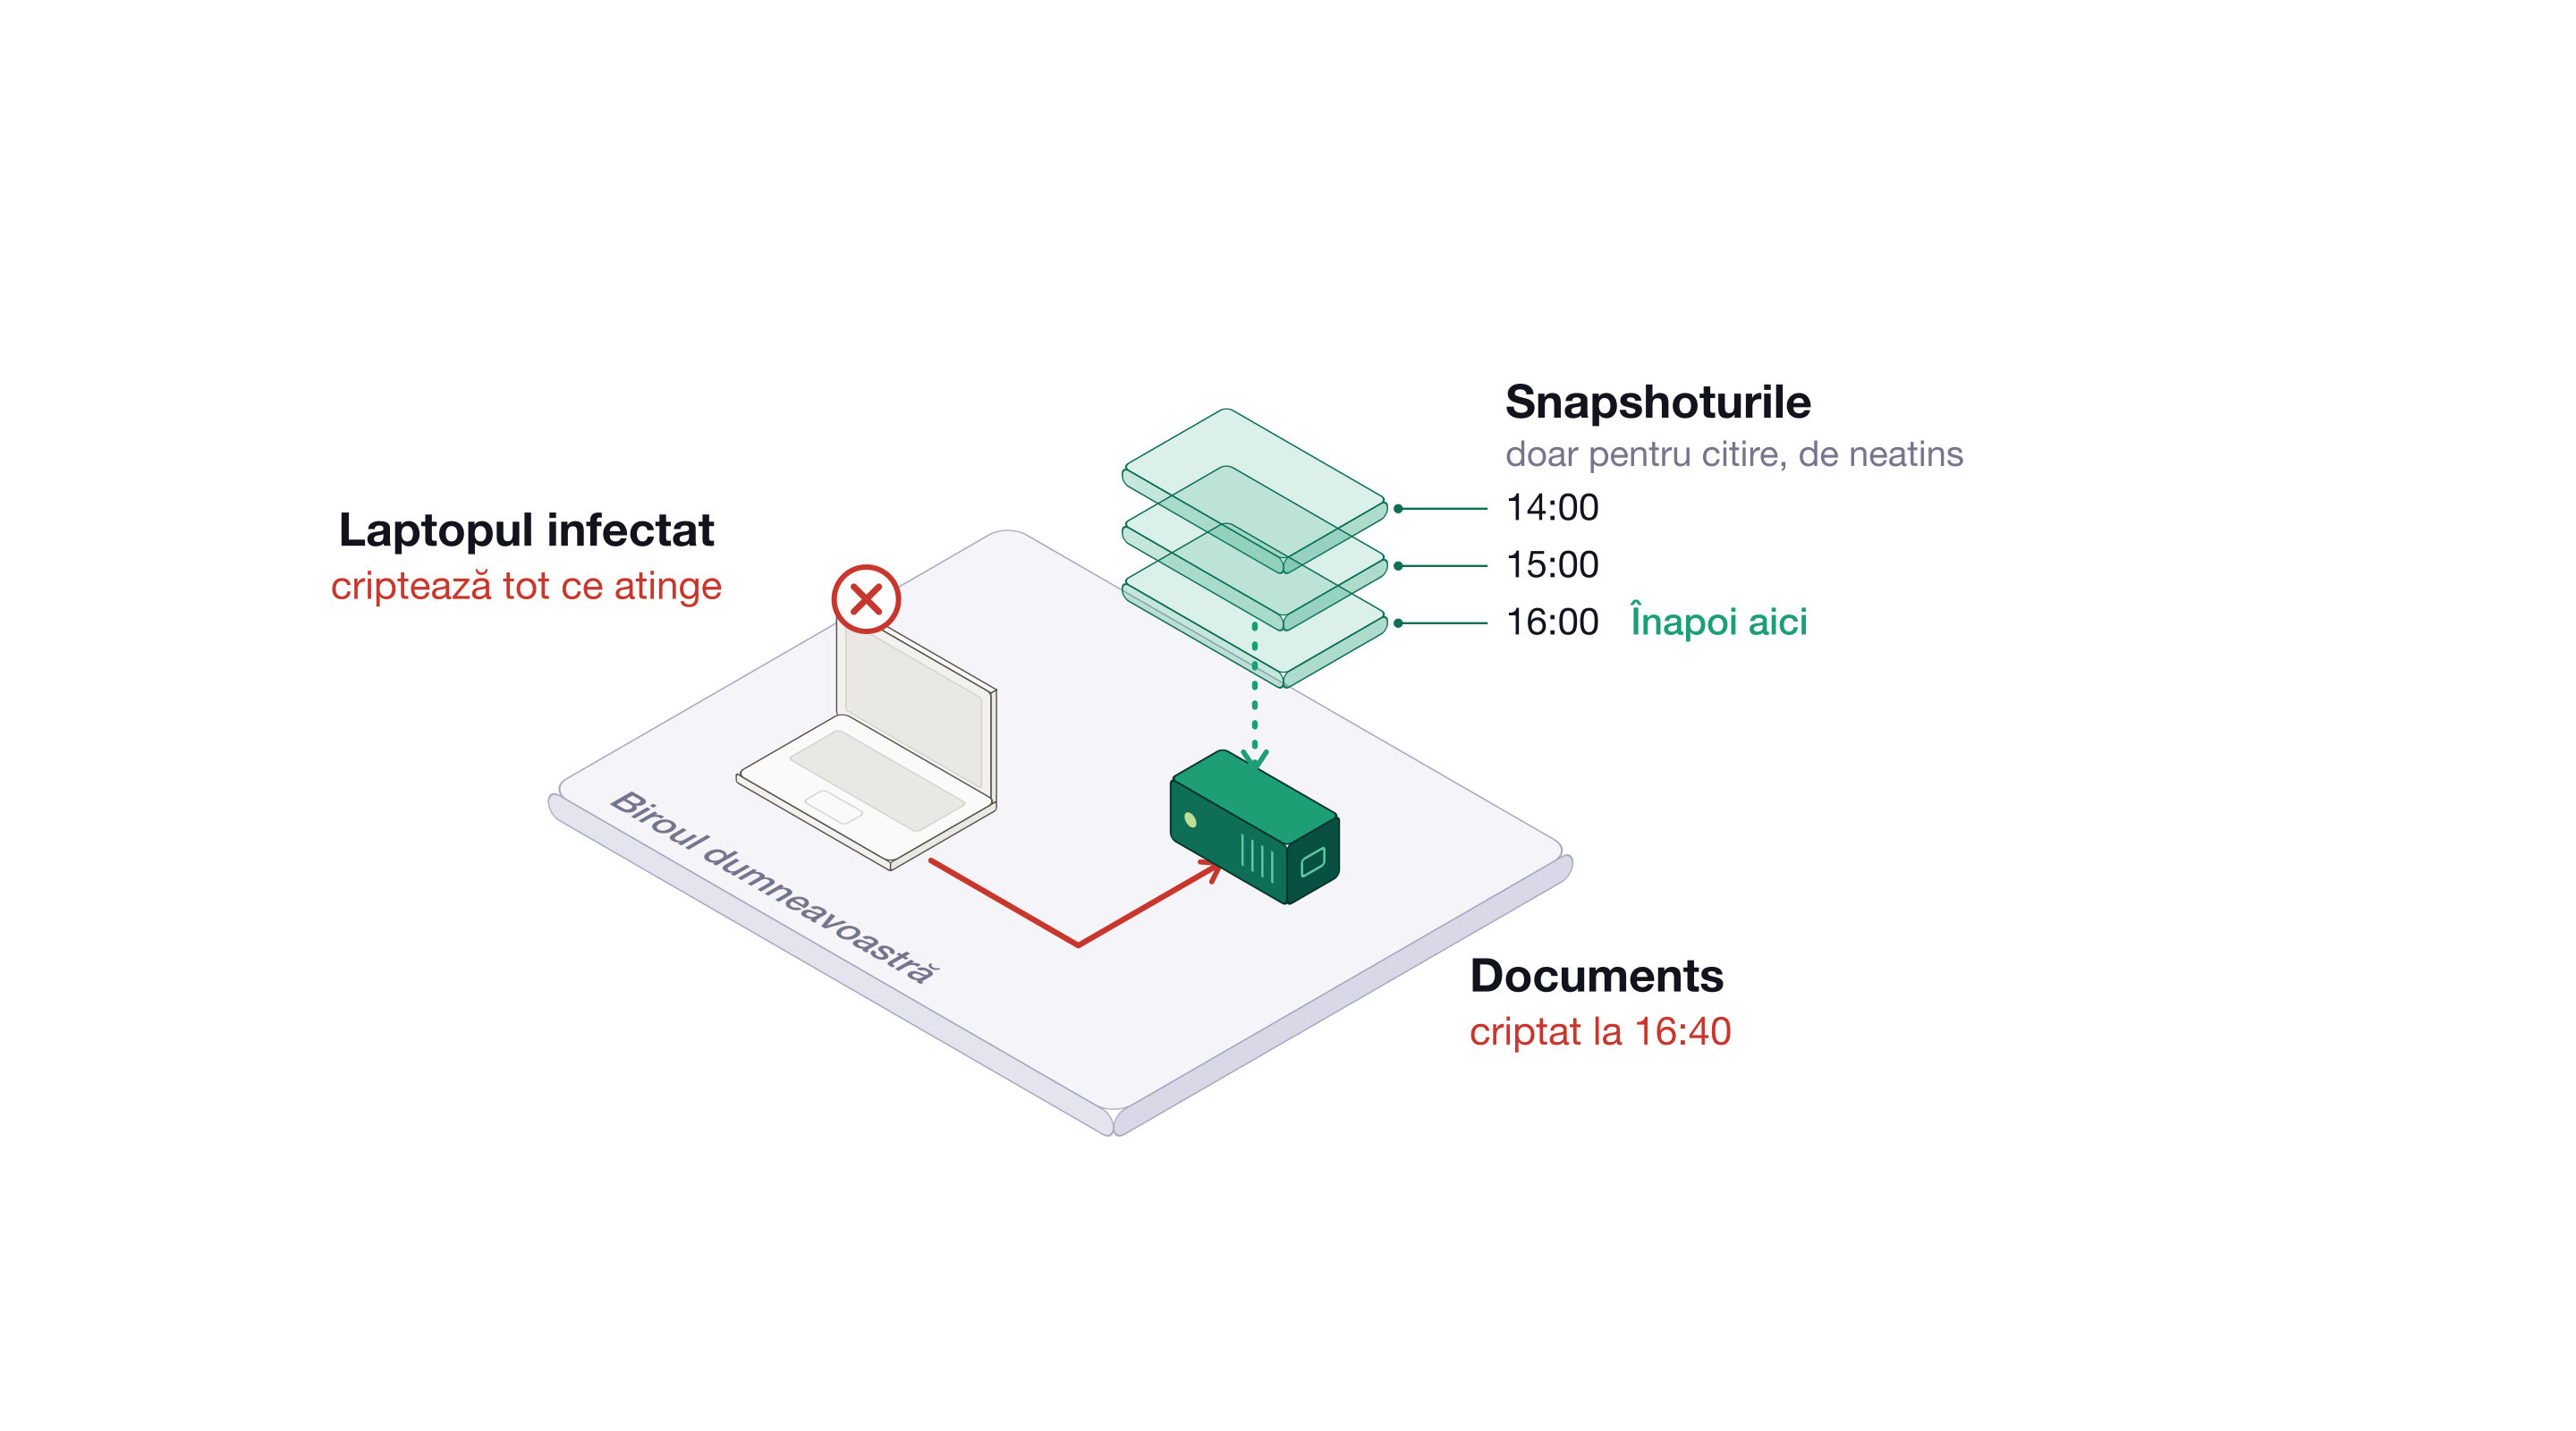 Snapshoturile
doar pentru citire, de neatins
14:00
15:00
16:00 Înapoi aici
Laptopul infectat
criptează tot ce atinge
Biroul dumneavoastră
Documents
criptat la 16:40